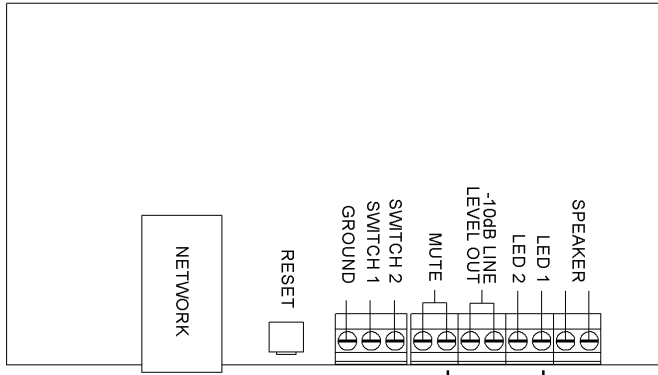 NETWORK
RESET
GROUND
SWITCH 1
SWITCH 2
MUTE
-10dB LINE
LEVEL OUT
LED 2
LED 1
SPEAKER